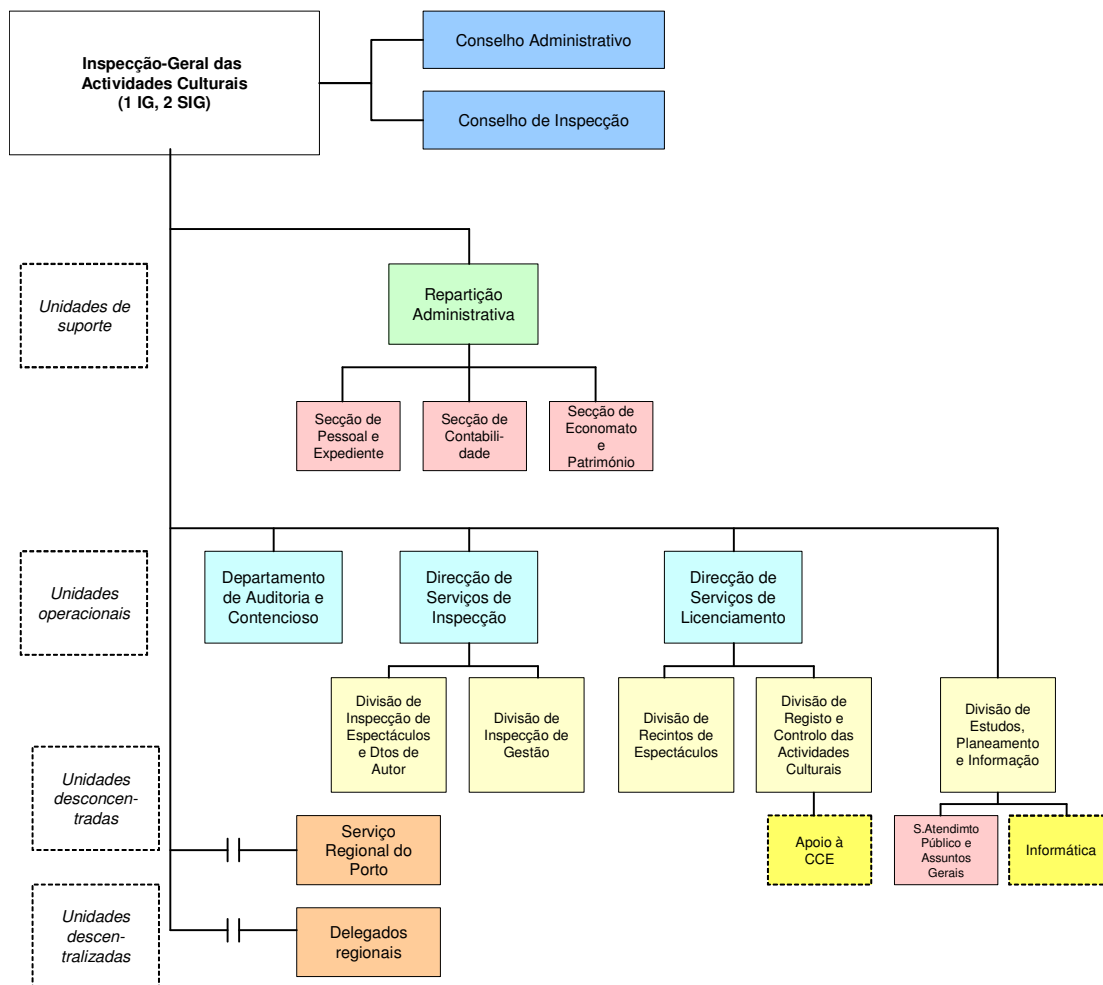 Inspecção-Geral das
Actividades Culturais
(1 IG, 2 SIG)
Conselho Administrativo
Conselho de Inspecção
Unidades de
suporte
Repartição
Administrativa
Secção de
Pessoal e
Expediente
Secção de
Contabili-
dade
Secção de
Economato
e
Património
Unidades
operacionais
Departamento
de Auditoria e
Contencioso
Direcção de
Serviços de
Inspecção
Direcção de
Serviços de
Licenciamento
Divisão de
Inspecção de
Espectáculos
e Dtos de
Autor
Divisão de
Inspecção de
Gestão
Divisão de
Recintos de
Espectáculos
Divisão de
Registo e
Controlo das
Actividades
Culturais
Divisão de
Estudos,
Planeamento
e Informação
Unidades
desconcen-
tradas
Serviço
Regional do
Porto
Apoio à
CCE
S.Atendimto
Público e
Assuntos
Gerais
Informática
Unidades
descen-
tralizadas
Delegados
regionais